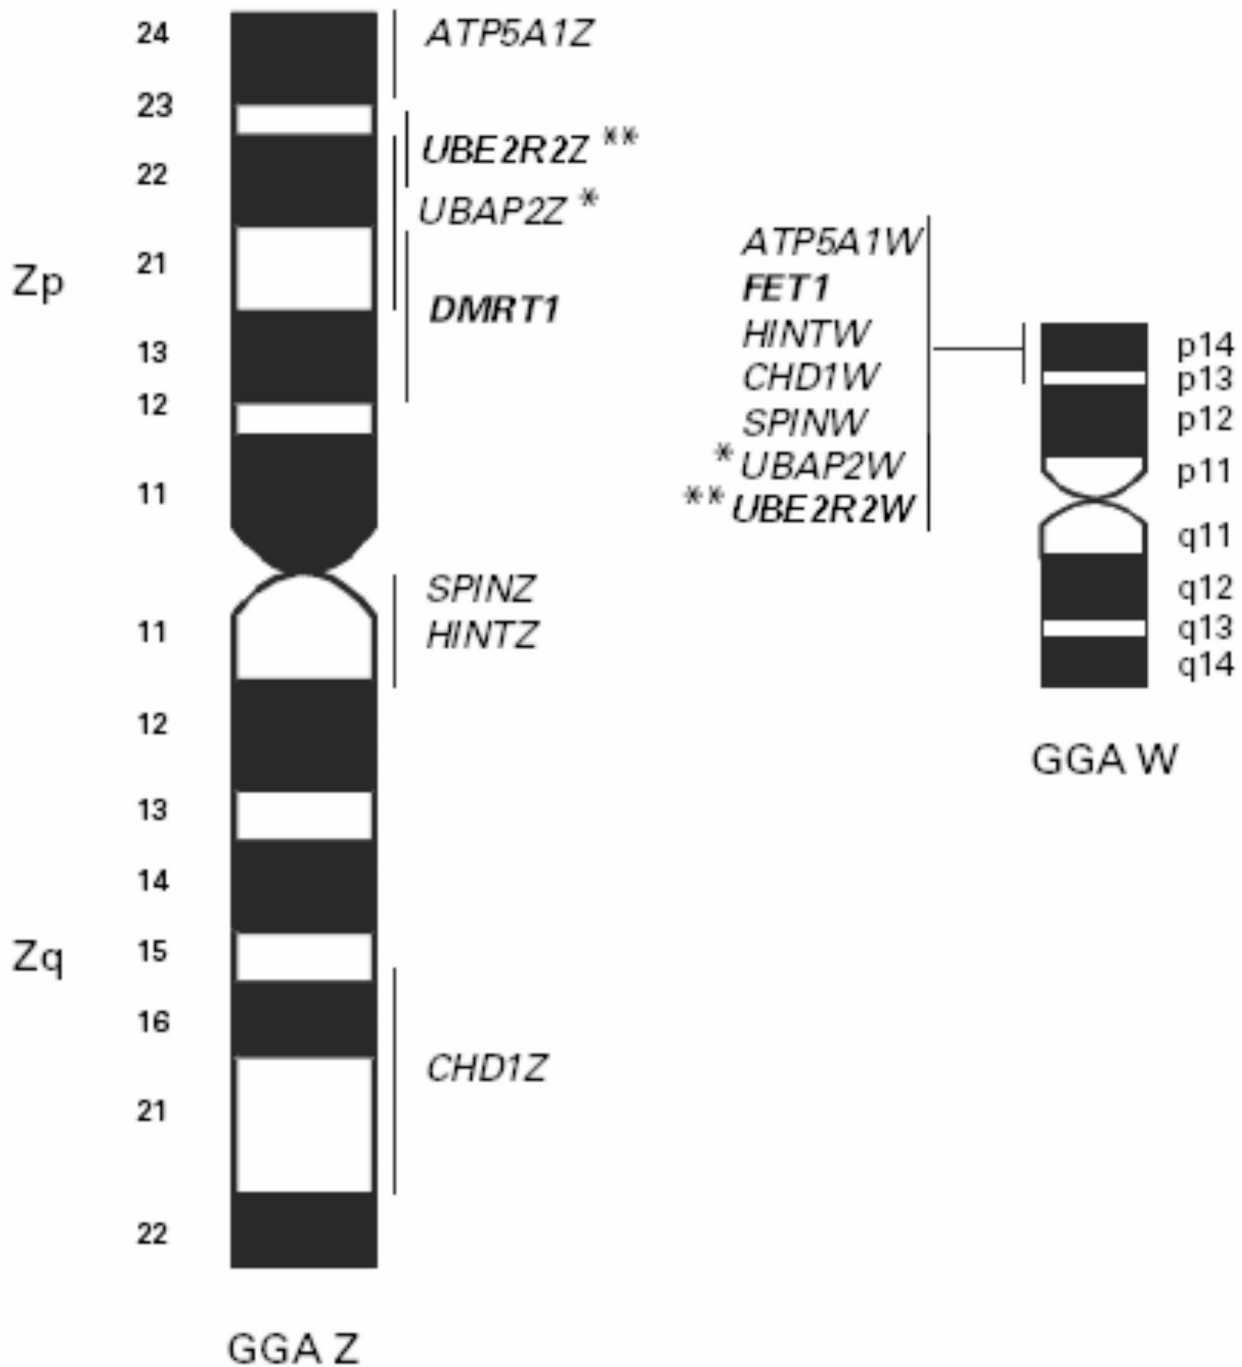 24
ATP5A1Z
23
UBE2R2Z **
22
UBAP2Z *
21
Zp
DMRT1
13
12
11
SPINZ
11
HINTZ
12
13
14
15
Zq
16
CHD1Z
21
22
GGA Z
ATP5A1W
FET1
HINTW
CHD1W
SPINW
* UBAP2W
** UBE2R2W
p14
p13
p12
p11
q11
q12
q13
q14
GGA W